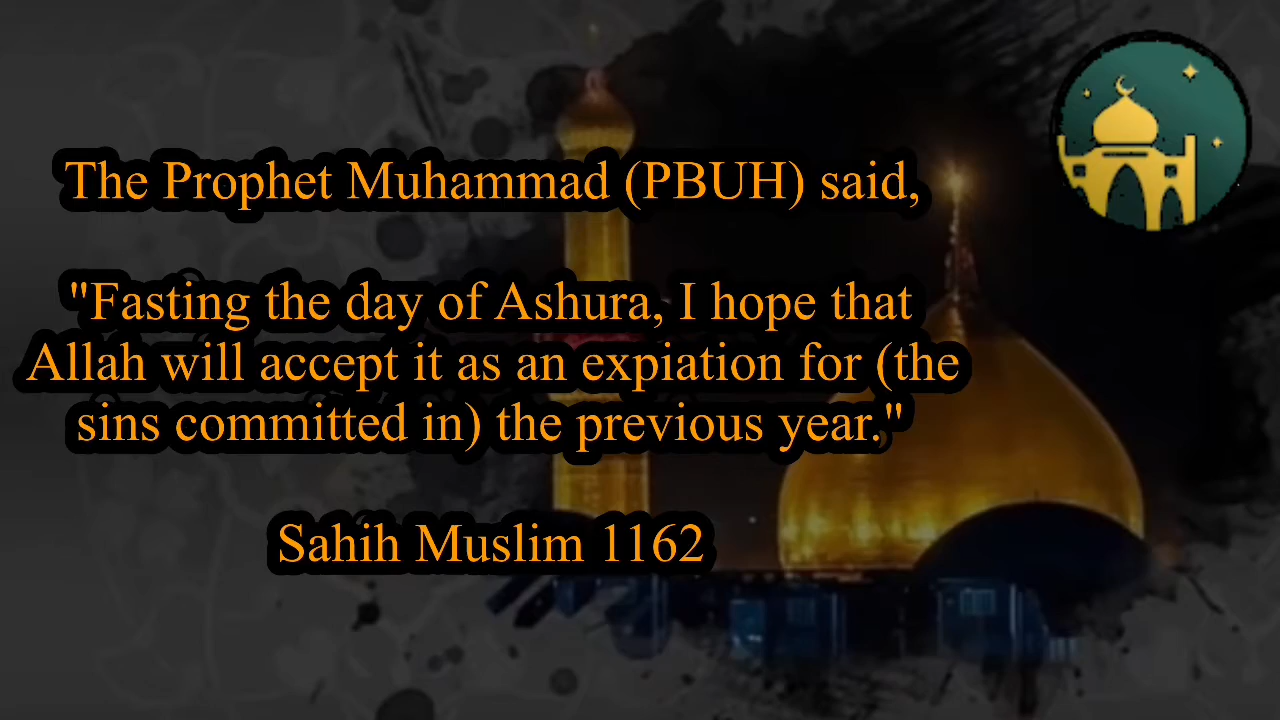 The Prophet Muhammad (PBUH) said,
"Fasting the day of Ashura, I hope that
Allah will accept it as an expiation for (the
sins committed in) the previous year."
Sahih Muslim 1162